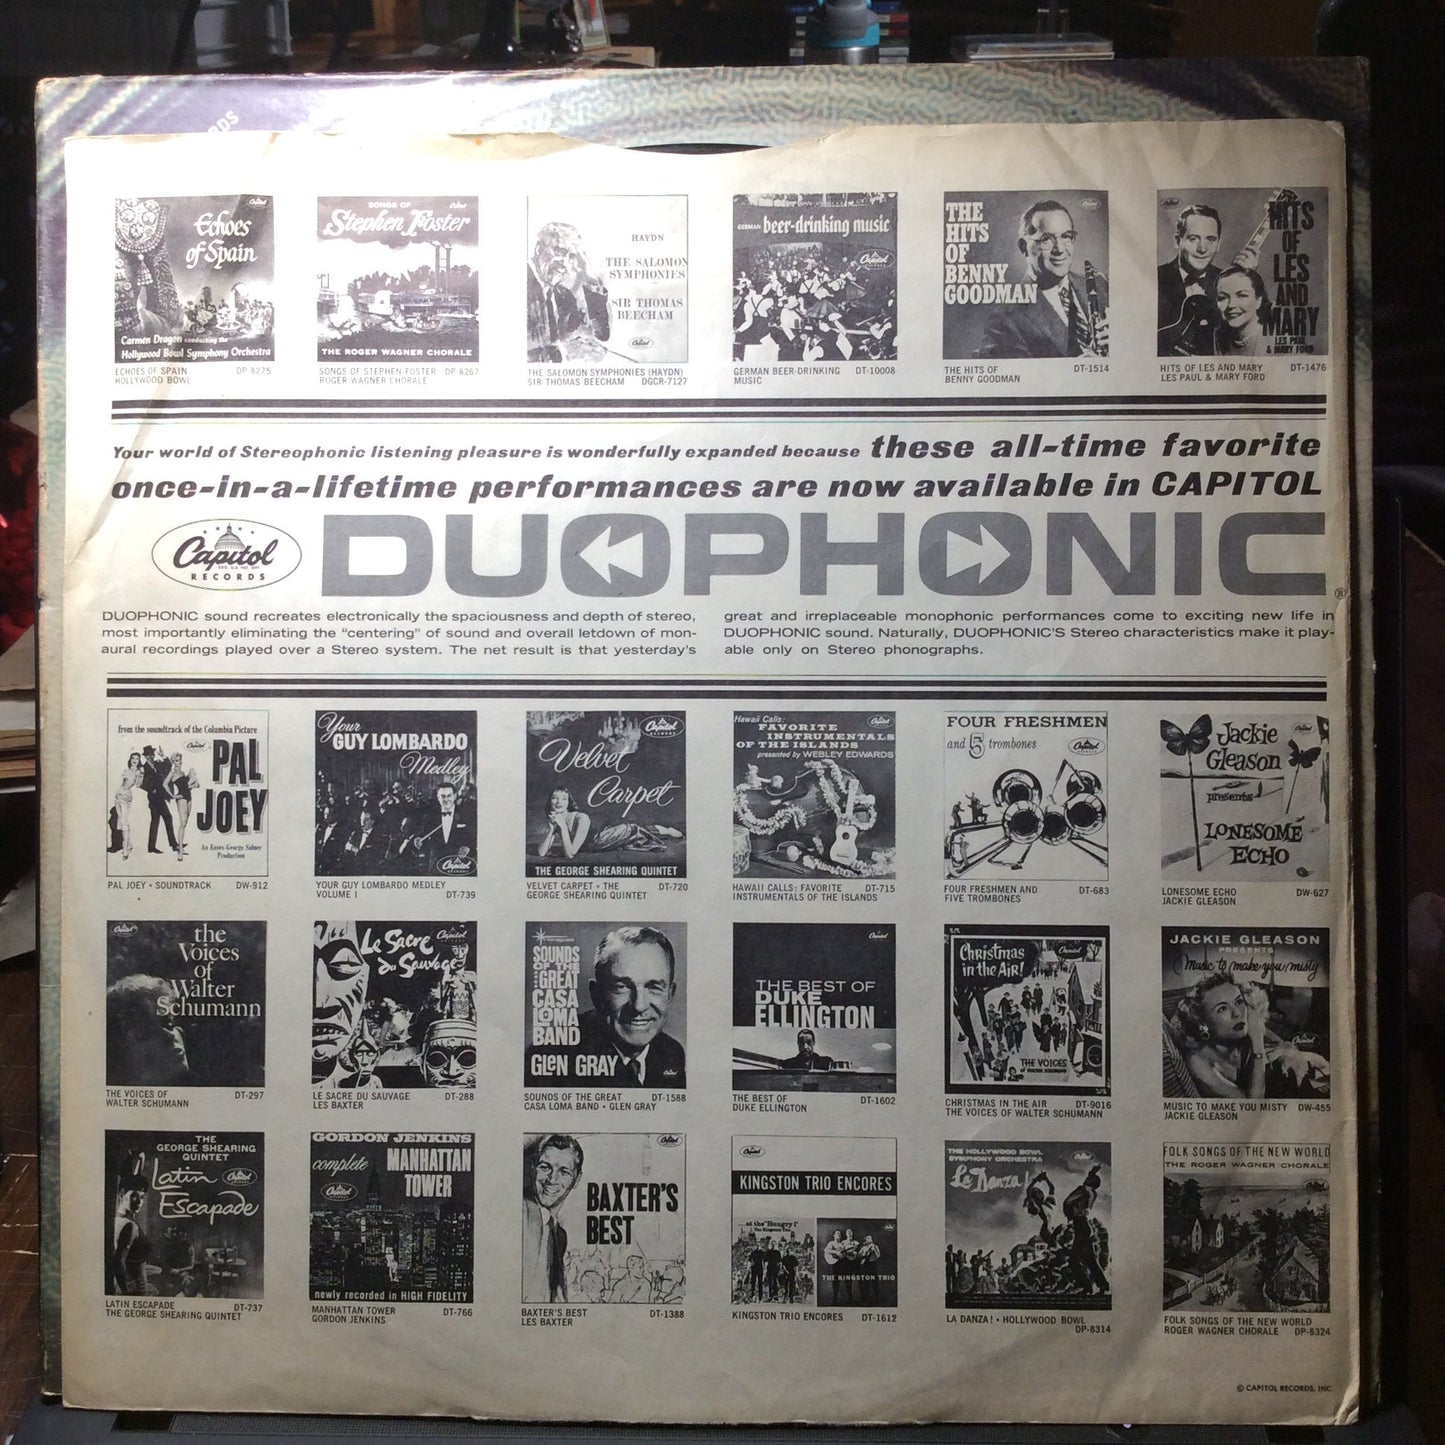 Echoes
of Spain
Carmen Dragon conducting the
Hollywood Bowl Symphony Orchestra
ECHOES OF SPAIN DP-8275
HOLLYWOOD BOWL
SONGS OF
Stephen Foster
THE ROGER WAGNER CHORALE
SONGS OF STEPHEN FOSTER DP-8267
ROGER WAGNER CHORALE
HAYDN
THE SALOMON
SYMPHONIES
SIR THOMAS
BEECHAM
THE SALOMON SYMPHONIES (HAYDN)
SIR THOMAS BEECHAM DGCR-7127
GERMAN beer-drinking music
Capitol
GERMAN BEER-DRINKING DT-10008
MUSIC
THE
HITS
OF
BENNY
GOODMAN
THE HITS OF DT-1514
BENNY GOODMAN
THE
HITS
OF
LES
AND
MARY
LES PAUL
& MARY FORD
HITS OF LES AND MARY DT-1476
LES PAUL & MARY FORD
Your world of Stereophonic listening pleasure is wonderfully expanded because these all-time favorite
once-in-a-lifetime performances are now available in CAPITOL
Capitol
RECORDS
DUOPHONIC®
DUOPHONIC sound recreates electronically the spaciousness and depth of stereo,
most importantly eliminating the "centering" of sound and overall letdown of mon-
aural recordings played over a Stereo system. The net result is that yesterday's
great and irreplaceable monophonic performances come to exciting new life in
DUOPHONIC sound. Naturally, DUOPHONIC'S Stereo characteristics make it play-
able only on Stereo phonographs.
from the soundtrack of the Columbia Picture
PAL
JOEY
An Essex-George Sidney
Production
PAL JOEY • SOUNDTRACK DW-912
Your
GUY LOMBARDO
Medley
Capitol
YOUR GUY LOMBARDO MEDLEY
VOLUME I DT-739
Capitol
Velvet
Carpet
THE GEORGE SHEARING QUINTET
VELVET CARPET • THE DT-720
GEORGE SHEARING QUINTET
Hawaii Calls:
FAVORITE
INSTRUMENTALS
OF THE ISLANDS
presented by WEBLEY EDWARDS
HAWAII CALLS: FAVORITE DT-715
INSTRUMENTALS OF THE ISLANDS
FOUR FRESHMEN
and 5 trombones
Capitol
FOUR FRESHMEN AND DT-683
FIVE TROMBONES
Jackie
Gleason
presents
LONESOME
ECHO
LONESOME ECHO DW-627
JACKIE GLEASON
the
Voices
of
Walter
Schumann
THE VOICES OF DT-297
WALTER SCHUMANN
Le Sacre
du Sauvage
Capitol
LE SACRE DU SAUVAGE DT-288
LES BAXTER
SOUNDS
OF THE
GREAT
CASA
LOMA
BAND
GLEN GRAY
SOUNDS OF THE GREAT DT-1588
CASA LOMA BAND • GLEN GRAY
THE BEST OF
DUKE
ELLINGTON
THE BEST OF DT-1602
DUKE ELLINGTON
Christmas
in the Air!
Capitol
THE VOICES
OF WALTER SCHUMANN
CHRISTMAS IN THE AIR DT-9016
THE VOICES OF WALTER SCHUMANN
JACKIE GLEASON
PRESENTS
Music to make you misty
MUSIC TO MAKE YOU MISTY DW-455
JACKIE GLEASON
THE
GEORGE SHEARING
QUINTET
Latin
Escapade
LATIN ESCAPADE DT-737
THE GEORGE SHEARING QUINTET
GORDON JENKINS
complete
MANHATTAN
TOWER
Capitol
newly recorded in HIGH FIDELITY
MANHATTAN TOWER DT-766
GORDON JENKINS
BAXTER'S
BEST
BAXTER'S BEST DT-1388
LES BAXTER
KINGSTON TRIO ENCORES
...at the "Hungry i"
The Kingston Trio
THE KINGSTON TRIO
KINGSTON TRIO ENCORES DT-1612
THE HOLLYWOOD BOWL
SYMPHONY ORCHESTRA
La Danza!
LA DANZA! • HOLLYWOOD BOWL
DP-8314
FOLK SONGS OF THE NEW WORLD
THE ROGER WAGNER CHORALE
FOLK SONGS OF THE NEW WORLD
ROGER WAGNER CHORALE DP-8324
© CAPITOL RECORDS, INC.